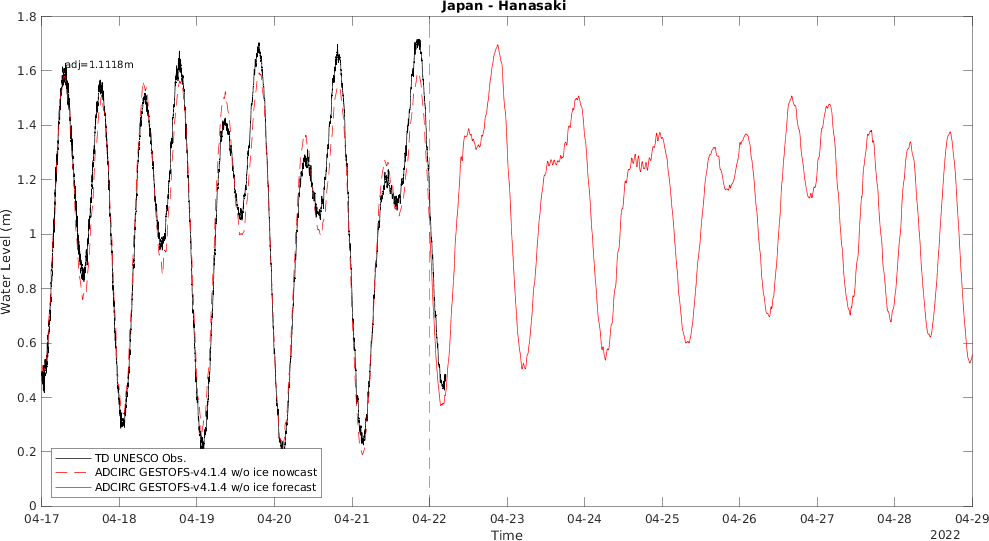 Japan - Hanasaki
1.8
1.6
1.4
1.2
1
0.8
0.6
0.4
0.2
0
Water Level (m)
adj=1.1118m
TD UNESCO Obs.
ADCIRC GESTOFS-v4.1.4 w/o ice nowcast
ADCIRC GESTOFS-v4.1.4 w/o ice forecast
04-17 04-18 04-19 04-20 04-21 04-22 04-23 04-24 04-25 04-26 04-27 04-28 04-29
Time
2022